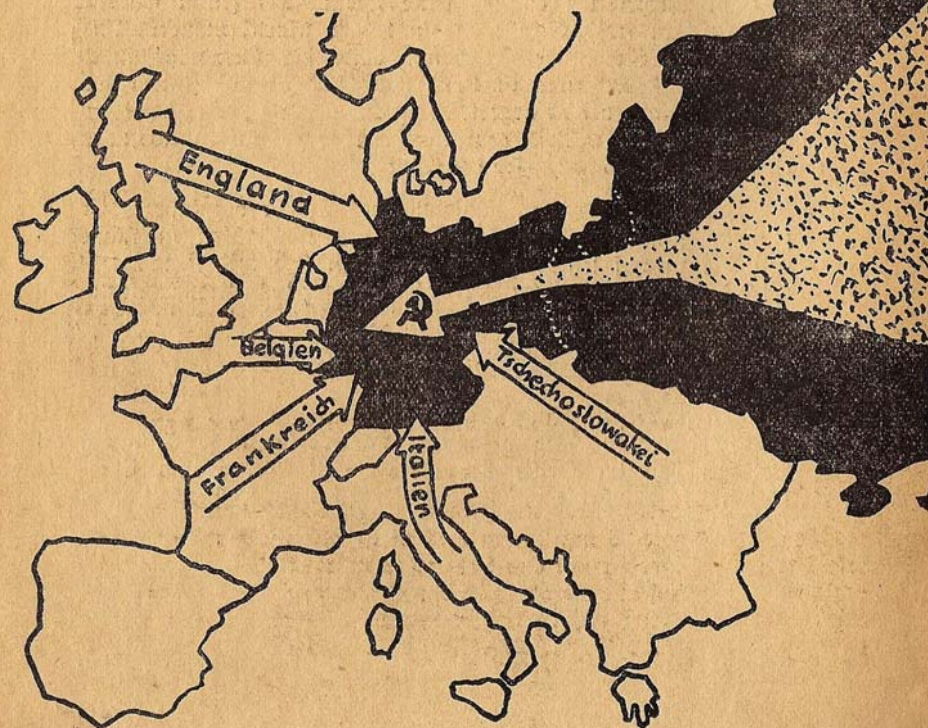 England
Belgien
Tschechoslowakei
Frankreich
Italien